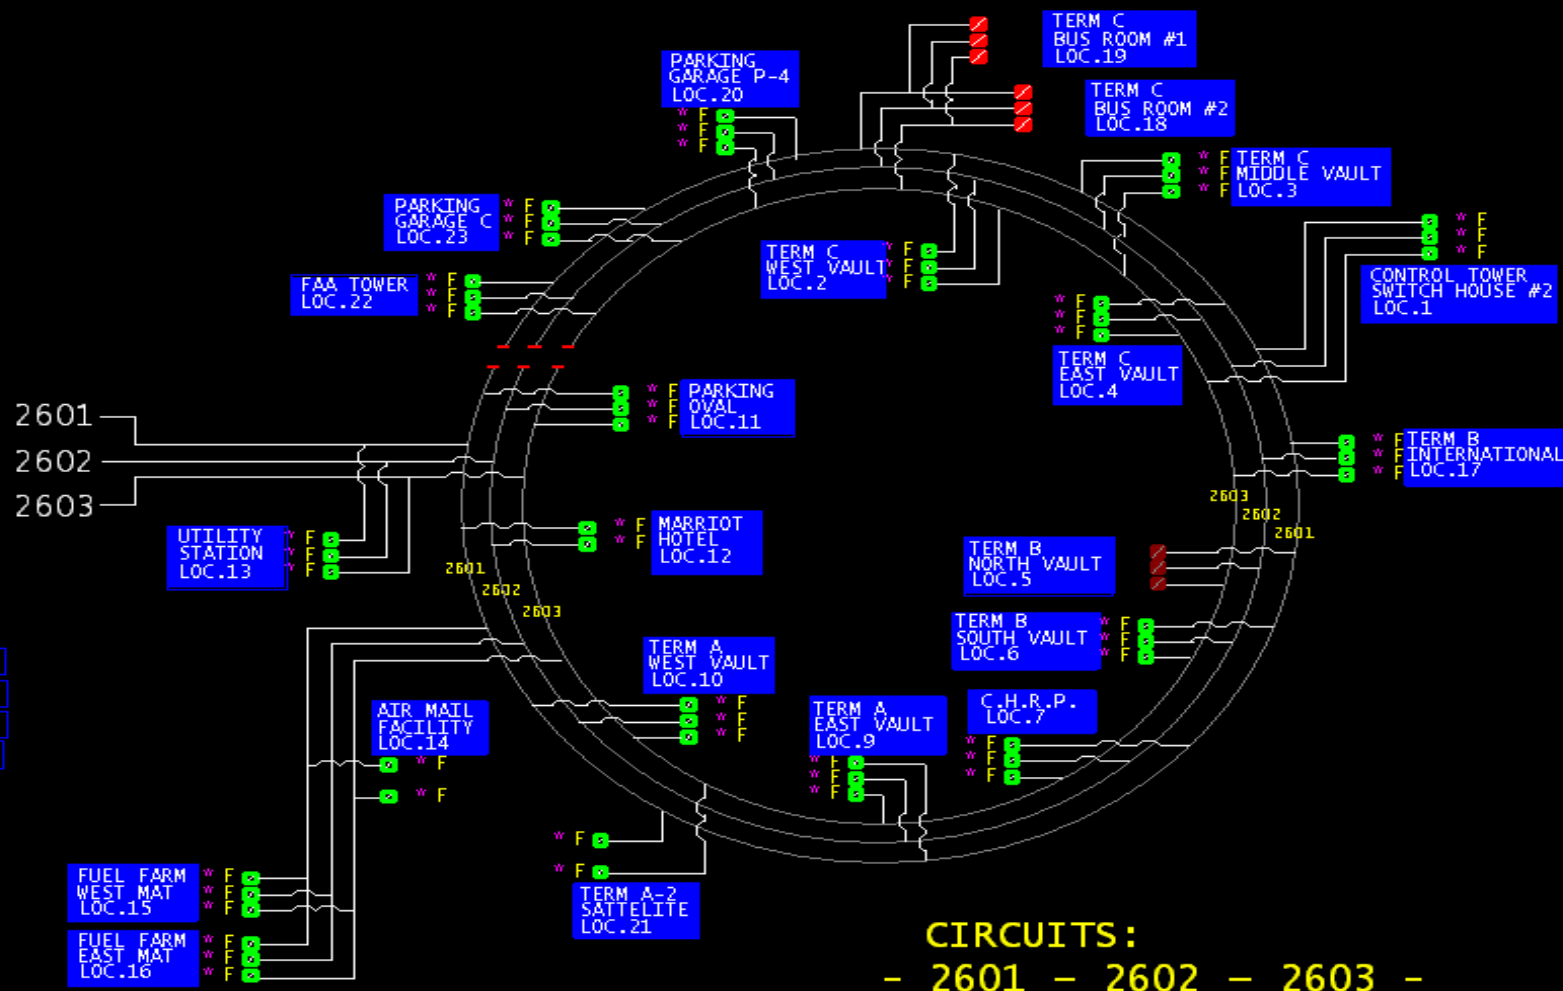 TERM C
BUS ROOM #1
LOC.19
PARKING
GARAGE P-4
LOC.20
* F
* F
* F
TERM C
BUS ROOM #2
LOC.18
* F TERM C
* F MIDDLE VAULT
* F LOC.3
PARKING * F
GARAGE C * F
LOC.23 * F
* F
* F
* F
CONTROL TOWER
SWITCH HOUSE #2
LOC.1
TERM C * F
WEST VAULT * F
LOC.2 * F
FAA TOWER * F
LOC.22 * F
* F
* F
* F
* F
TERM C
EAST VAULT
LOC.4
* F PARKING
* F OVAL
* F LOC.11
2601
2602
2603
* F TERM B
* F INTERNATIONAL
* F LOC.17
2603
2602
2601
UTILITY * F
STATION * F
LOC.13 * F
* F MARRIOT
* F HOTEL
LOC.12
TERM B
NORTH VAULT
LOC.5
2601
2602
2603
TERM B * F
SOUTH VAULT * F
LOC.6 * F
TERM A
WEST VAULT
LOC.10
* F
* F
* F
C.H.R.P.
LOC.7
* F
* F
* F
TERM A
EAST VAULT
LOC.9
* F
* F
* F
AIR MAIL
FACILITY
LOC.14
* F
* F
* F
* F
TERM A-2
SATTELITE
LOC.21
FUEL FARM * F
WEST MAT * F
LOC.15 * F
FUEL FARM * F
EAST MAT * F
LOC.16 * F
CIRCUITS:
- 2601 - 2602 - 2603 -